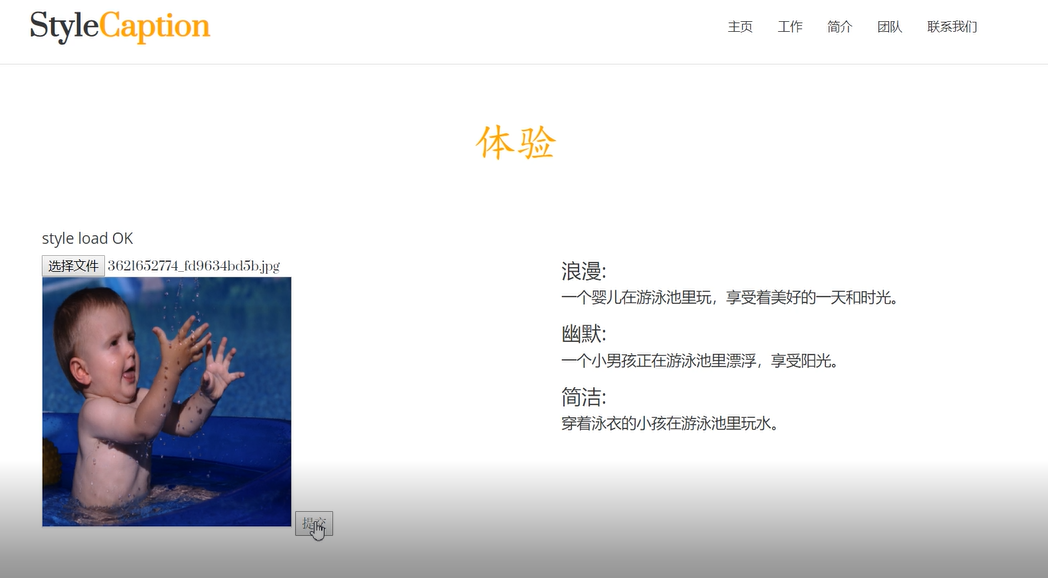 StyleCaption
主页 工作 简介 团队 联系我们
体验
style load OK
选择文件 3621652774_fd9634bd5b.jpg
浪漫:
一个婴儿在游泳池里玩，享受着美好的一天和时光。
幽默:
一个小男孩正在游泳池里漂浮，享受阳光。
简洁:
穿着泳衣的小孩在游泳池里玩水。
提交